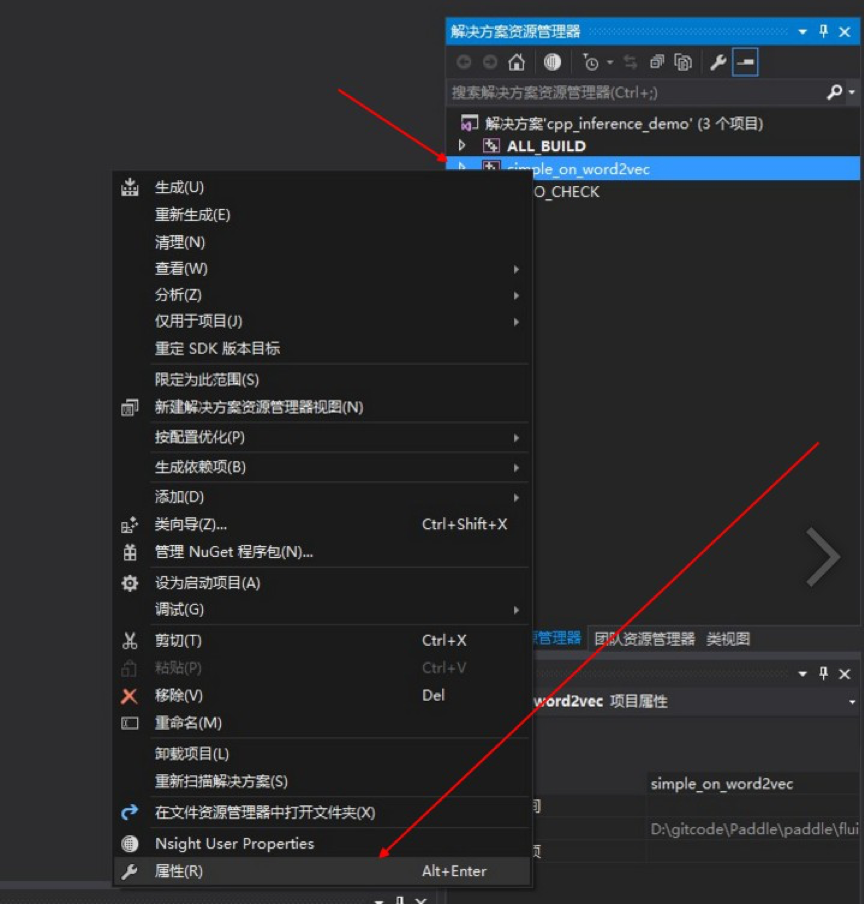 解决方案资源管理器
搜索解决方案资源管理器(Ctrl+;)
解决方案'cpp_inference_demo' (3 个项目)
ALL_BUILD
simple_on_word2vec
O_CHECK
生成(U)
重新生成(E)
清理(N)
查看(W)
分析(Z)
仅用于项目(J)
重定 SDK 版本目标
限定为此范围(S)
新建解决方案资源管理器视图(N)
按配置优化(P)
生成依赖项(B)
添加(D)
类向导(Z)... Ctrl+Shift+X
管理 NuGet 程序包(N)...
设为启动项目(A)
调试(G)
剪切(T) Ctrl+X
粘贴(P) Ctrl+V
移除(V) Del
重命名(M)
卸载项目(L)
重新扫描解决方案(S)
在文件资源管理器中打开文件夹(X)
Nsight User Properties
属性(R) Alt+Enter
管理器 团队资源管理器 类视图
word2vec 项目属性
simple_on_word2vec
间
D:\gitcode\Paddle\paddle\flui
页